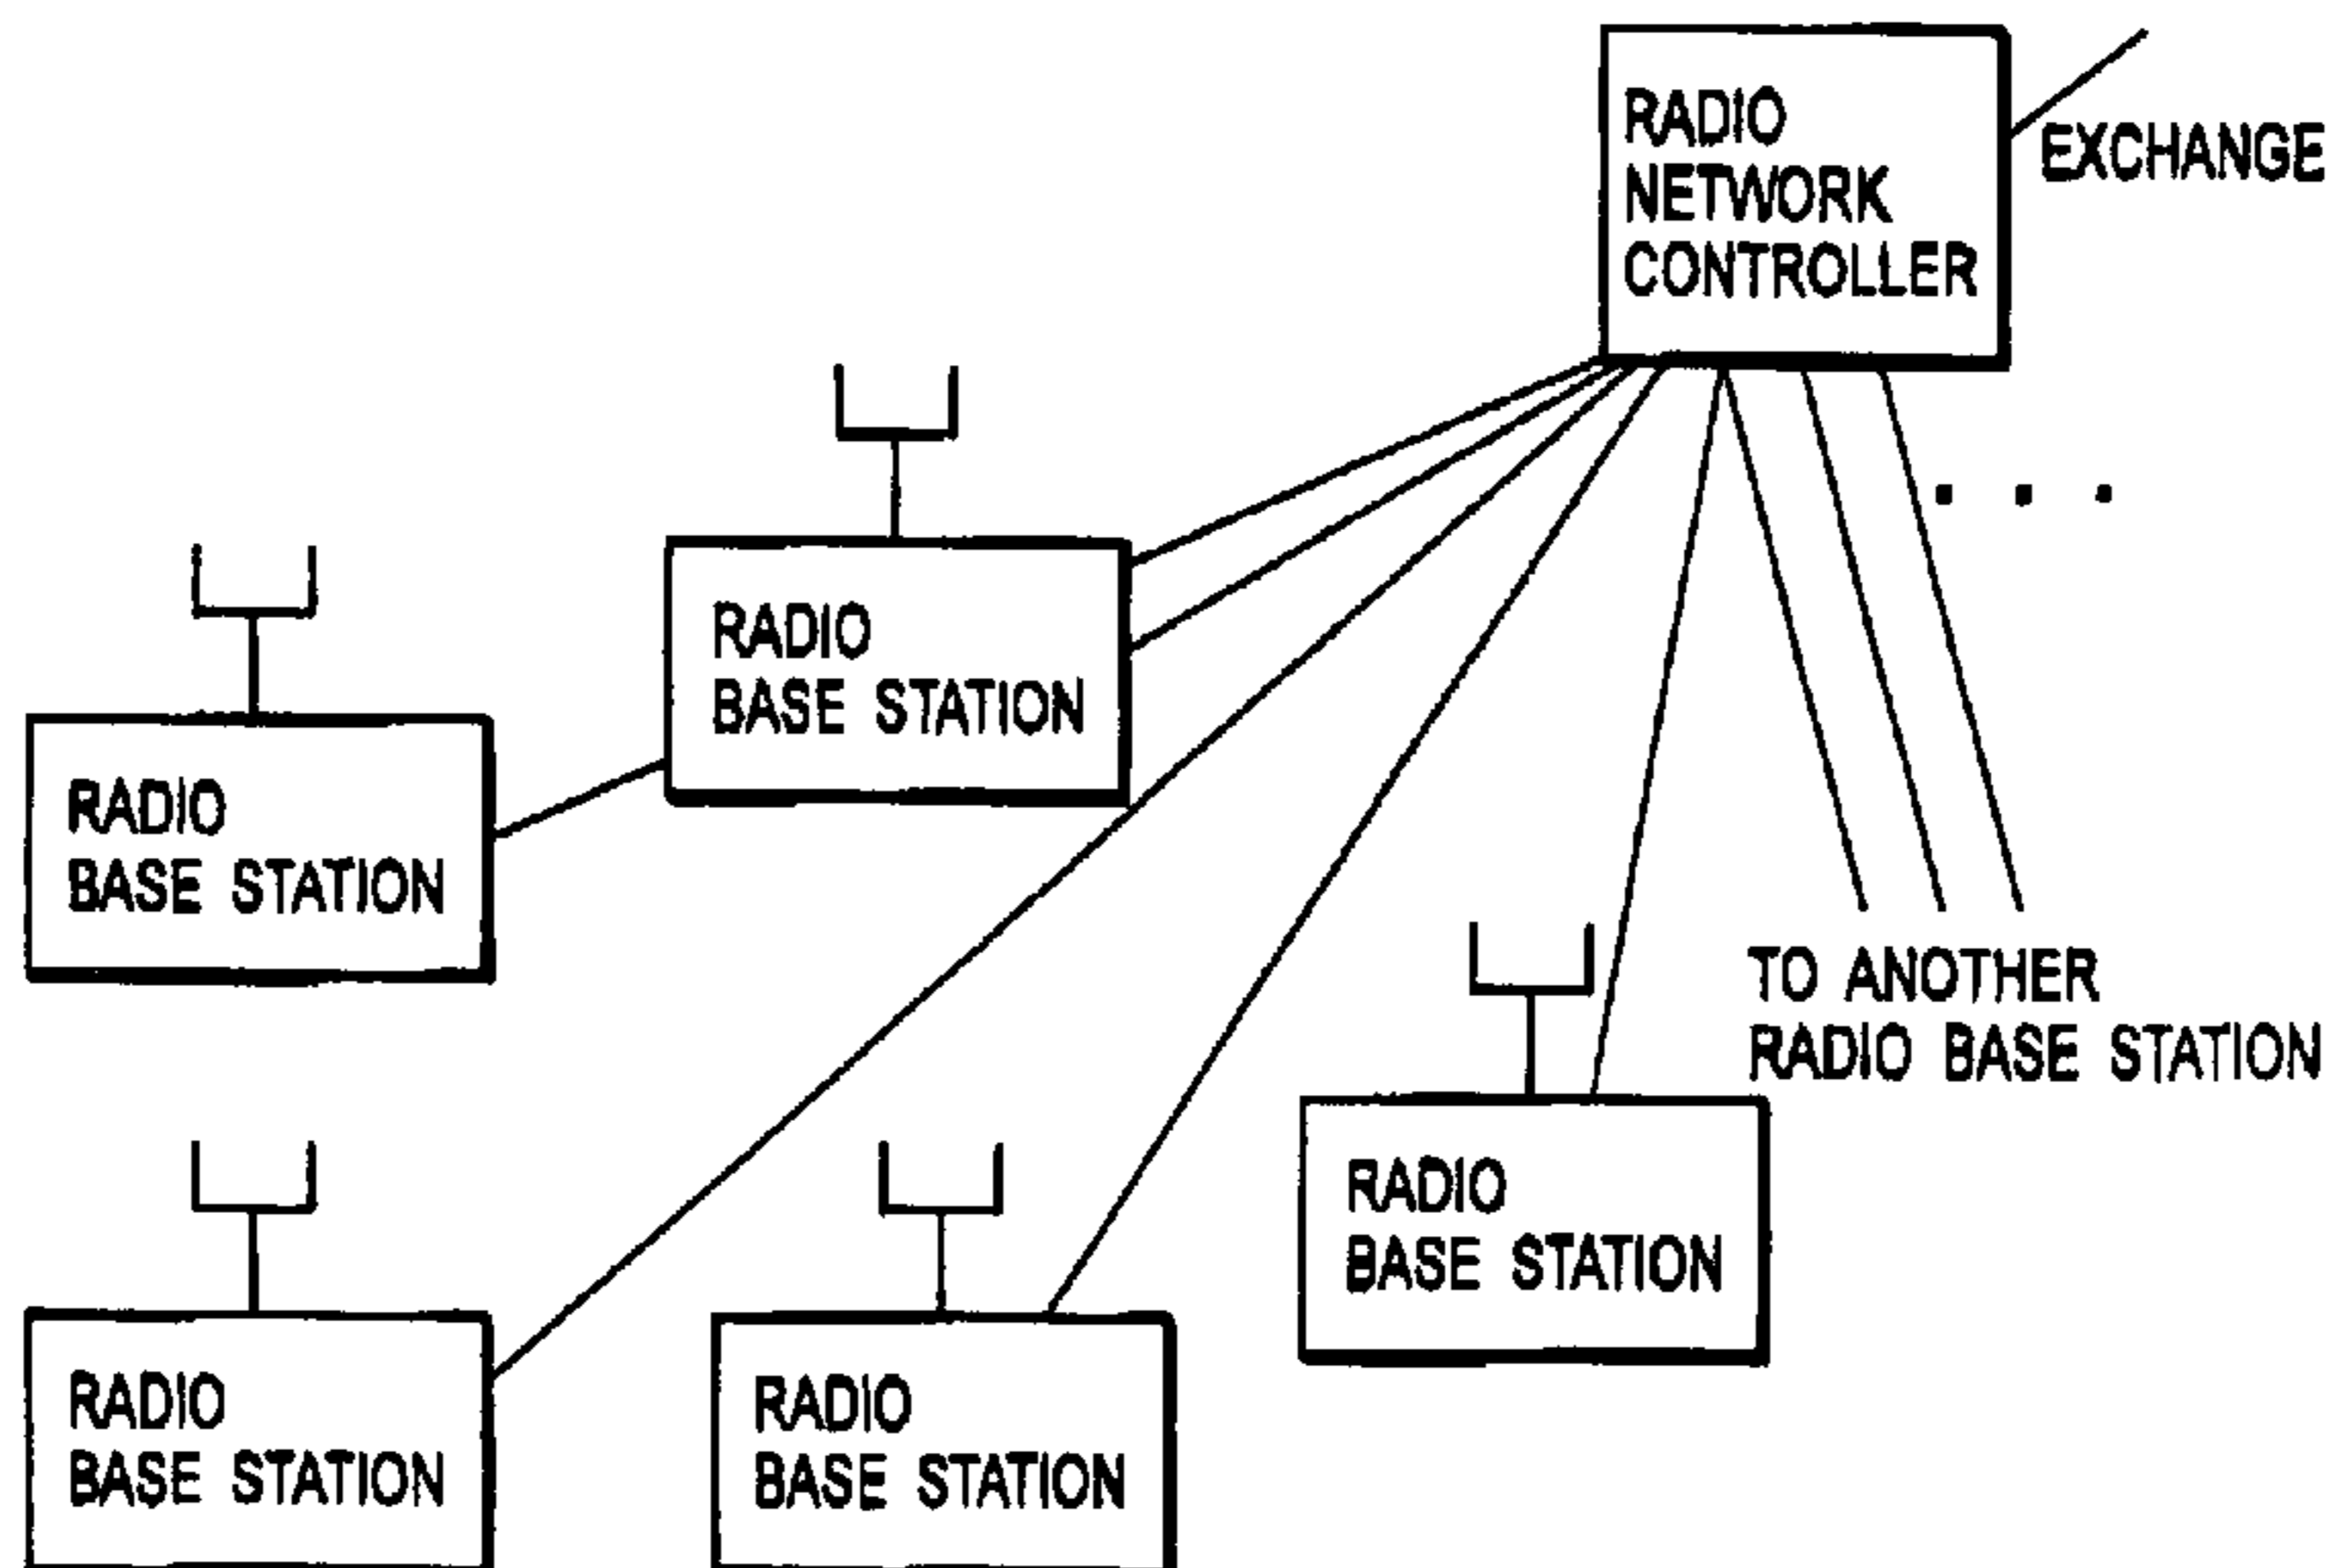 RADIO
NETWORK
CONTROLLER
EXCHANGE
RADIO
BASE STATION
RADIO
BASE STATION
TO ANOTHER
RADIO BASE STATION
RADIO
BASE STATION
RADIO
BASE STATION
RADIO
BASE STATION